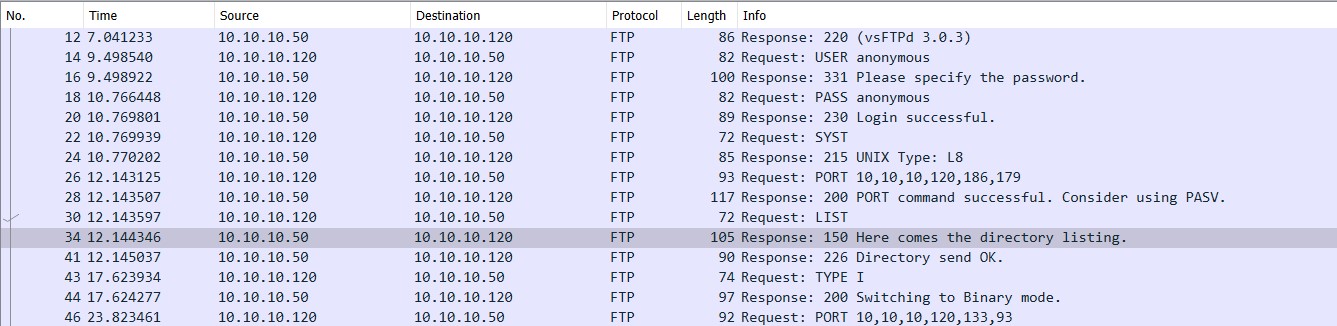 No. Time Source Destination Protocol Length Info
12 7.041233 10.10.10.50 10.10.10.120 FTP 86 Response: 220 (vsFTPd 3.0.3)
14 9.498540 10.10.10.120 10.10.10.50 FTP 82 Request: USER anonymous
16 9.498922 10.10.10.50 10.10.10.120 FTP 100 Response: 331 Please specify the password.
18 10.766448 10.10.10.120 10.10.10.50 FTP 82 Request: PASS anonymous
20 10.769801 10.10.10.50 10.10.10.120 FTP 89 Response: 230 Login successful.
22 10.769939 10.10.10.120 10.10.10.50 FTP 72 Request: SYST
24 10.770202 10.10.10.50 10.10.10.120 FTP 85 Response: 215 UNIX Type: L8
26 12.143125 10.10.10.120 10.10.10.50 FTP 93 Request: PORT 10,10,10,120,186,179
28 12.143507 10.10.10.50 10.10.10.120 FTP 117 Response: 200 PORT command successful. Consider using PASV.
30 12.143597 10.10.10.120 10.10.10.50 FTP 72 Request: LIST
34 12.144346 10.10.10.50 10.10.10.120 FTP 105 Response: 150 Here comes the directory listing.
41 12.145037 10.10.10.50 10.10.10.120 FTP 90 Response: 226 Directory send OK.
43 17.623934 10.10.10.120 10.10.10.50 FTP 74 Request: TYPE I
44 17.624277 10.10.10.50 10.10.10.120 FTP 97 Response: 200 Switching to Binary mode.
46 23.823461 10.10.10.120 10.10.10.50 FTP 92 Request: PORT 10,10,10,120,133,93